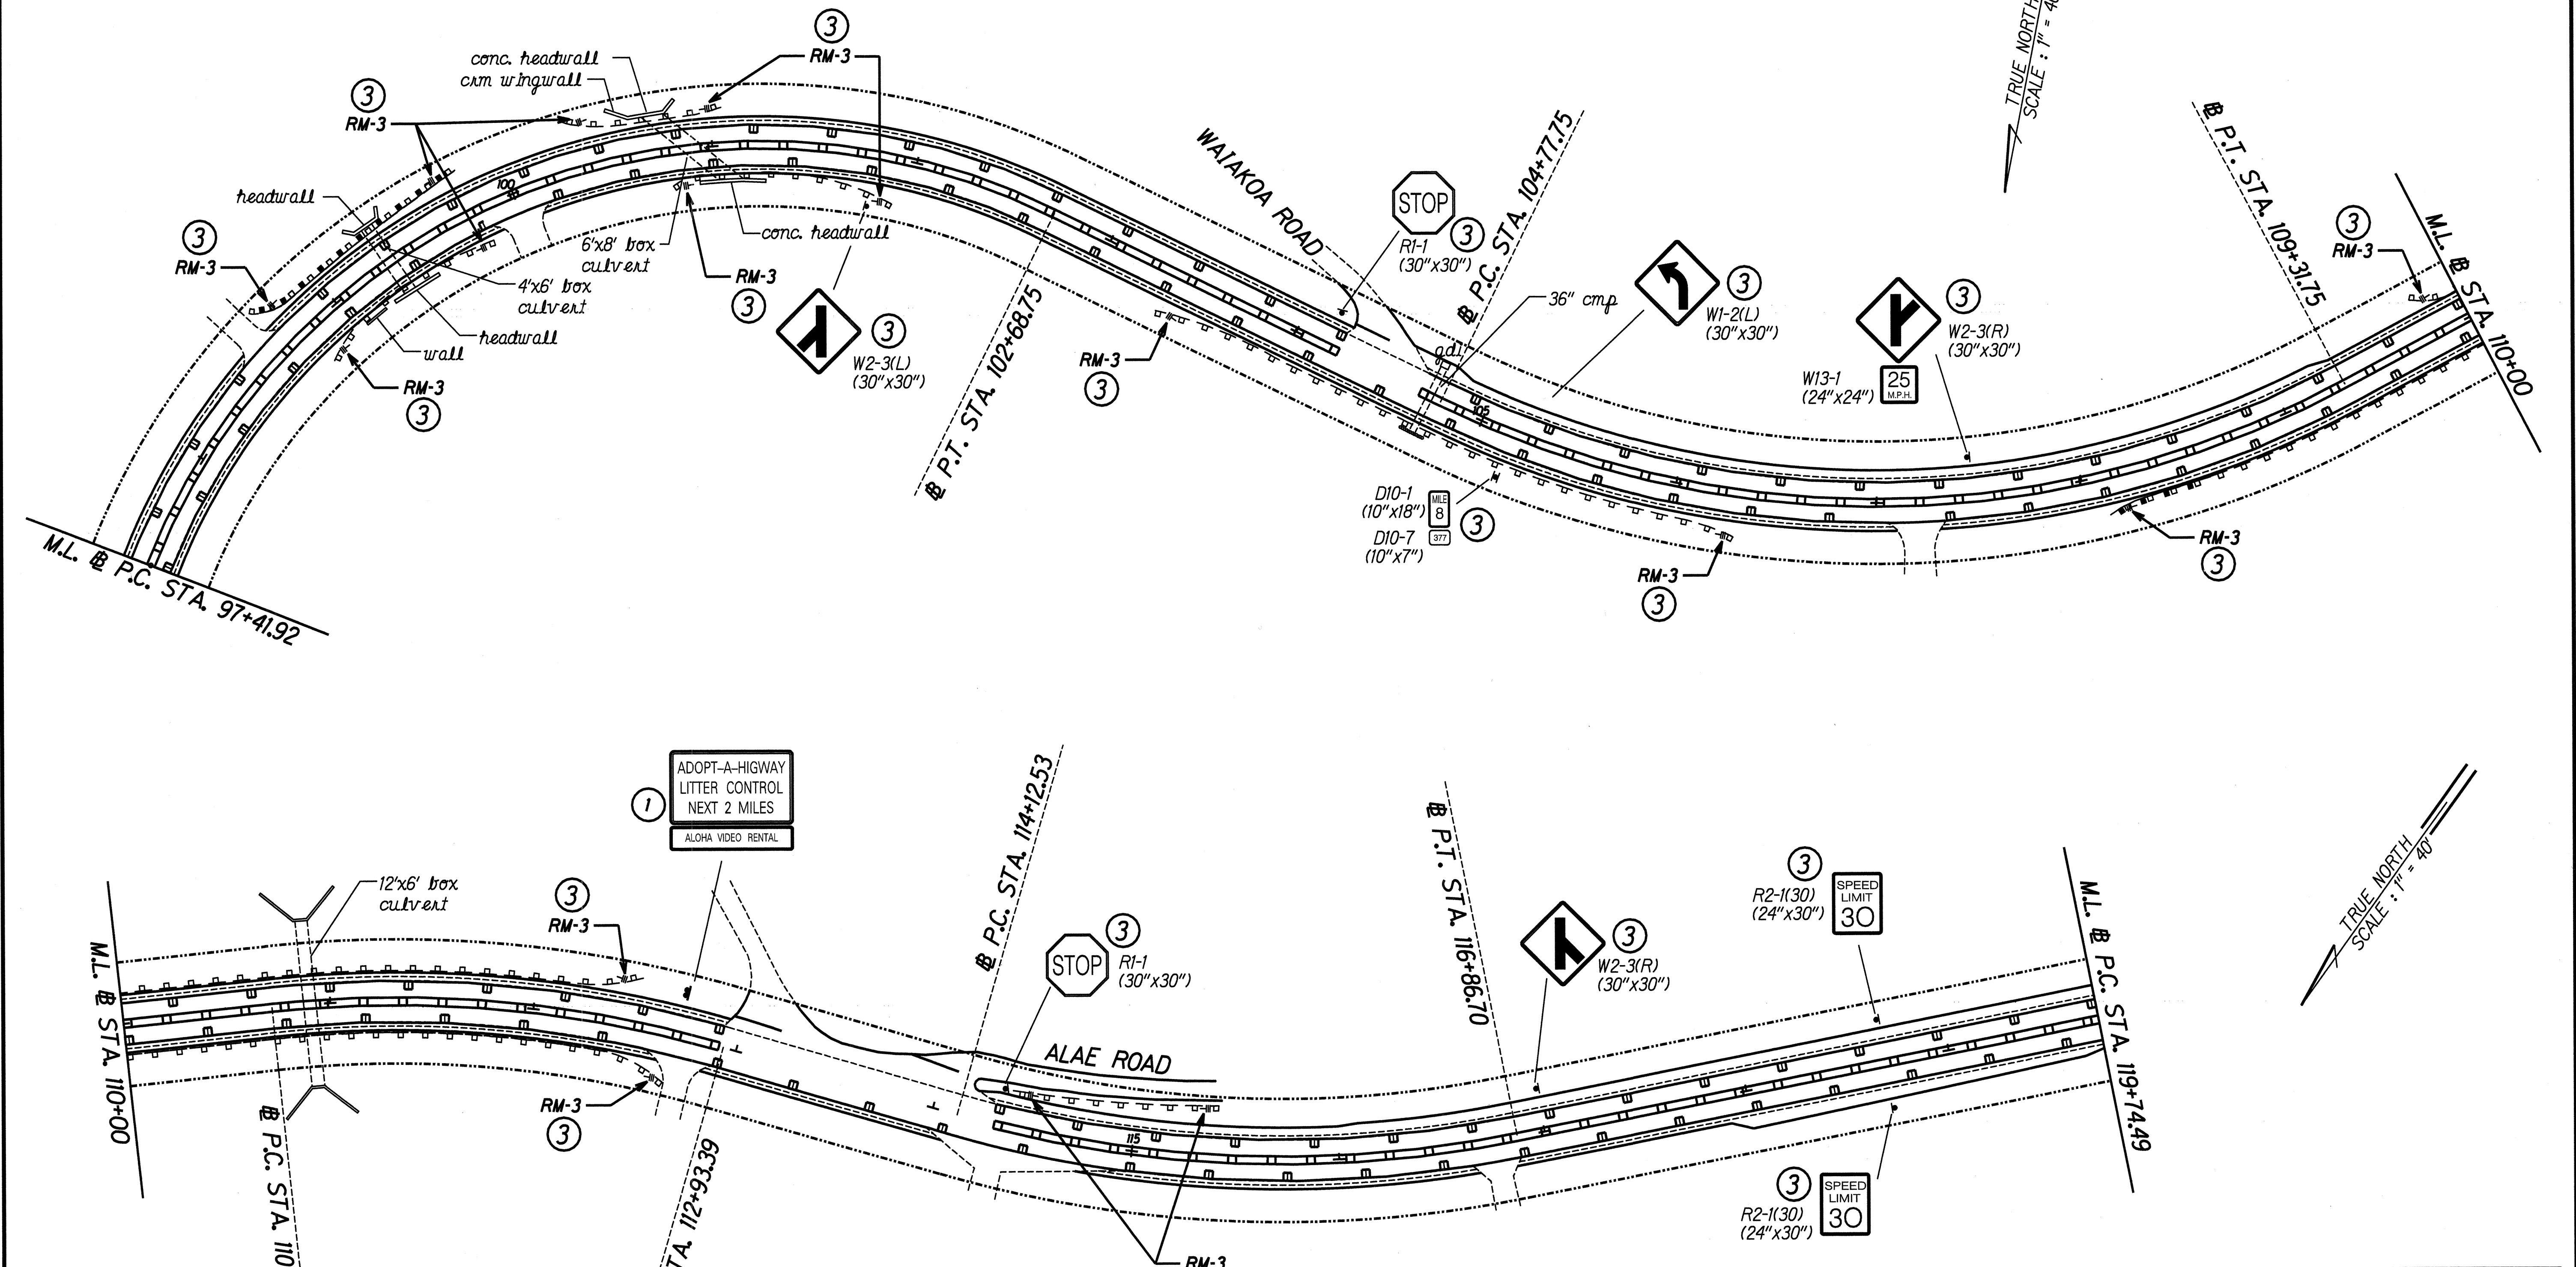 TRUE NORTH
SCALE : 1" = 40'
3
RM-3
conc. headwall
crm wingwall
3
RM-3
headwall
3
RM-3
100
6'x8' box
culvert
conc. headwall
4'x6' box
culvert
headwall
wall
RM-3
3
RM-3
3
3
W2-3(L)
(30"x30")
M.L. B P.C. STA. 97+41.92
B P.T. STA. 102+68.75
WAIAKOA ROAD
STOP
3
R1-1
(30"x30")
B P.C. STA. 104+77.75
RM-3
3
36" cmp
g.d.i.
105
3
W1-2(L)
(30"x30")
3
W2-3(R)
(30"x30")
W13-1
(24"x24")
25
M.P.H.
D10-1
(10"x18")
MILE
8
3
D10-7
(10"x7")
377
RM-3
3
B P.T. STA. 109+31.75
3
RM-3
M.L. B STA. 110+00
RM-3
3
ADOPT-A-HIGWAY
LITTER CONTROL
NEXT 2 MILES
1
ALOHA VIDEO RENTAL
12'x6' box
culvert
3
RM-3
M.L. B STA. 110+00
B P.C. STA. 110
RM-3
3
TA. 112+93.39
B P.C. STA. 114+12.53
STOP
3
R1-1
(30"x30")
ALAE ROAD
115
RM-3
B P.T. STA. 116+86.70
3
W2-3(R)
(30"x30")
3
R2-1(30)
(24"x30")
SPEED
LIMIT
30
3
R2-1(30)
(24"x30")
SPEED
LIMIT
30
M.L. B P.C. STA. 119+74.49
TRUE NORTH
SCALE : 1" = 40'